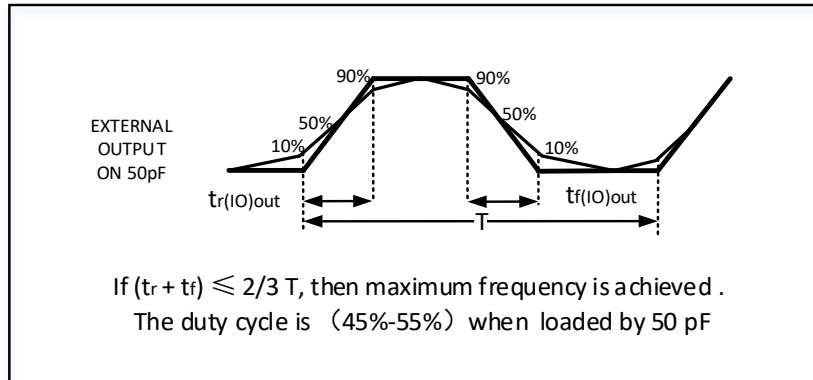 90%
90%
50%
50%
EXTERNAL
OUTPUT
ON 50pF
10%
10%
tr(IO)out
tf(IO)out
T
If (tr + tf) ≤ 2/3 T, then maximum frequency is achieved .
The duty cycle is （45%-55%）when loaded by 50 pF